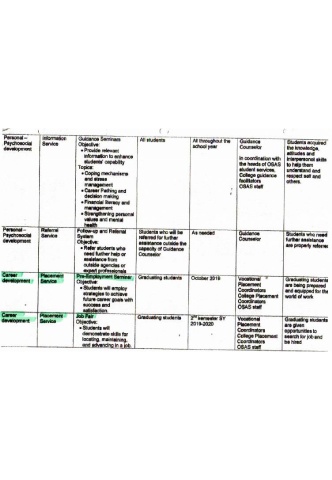 Personal – Psychosocial development
Information Service
Guidance Seminars
Objective:
• Provide relevant information to enhance students' capability
Topics:
• Coping mechanisms and stress management
• Career Pathing and decision making
• Financial literacy and management
• Strengthening personal values and mental health
All students
All throughout the school year
Guidance Counselor
in coordination with the heads of OSAS student services, College guidance facilitators OSAS staff
Students acquired the knowledge, attitudes and interpersonal skills to help them understand and respect self and others.
Personal – Psychosocial development
Referral Service
Follow-up and Referral System
Objective:
• Refer students who need further help or assistance from outside agencies or expert professionals
Students who will be referred for further assistance outside the capacity of Guidance Counselor
As needed
Guidance Counselor
Students who need further assistance are properly referred
Career development
Placement Service
Pre-Employment Seminar
Objective:
• Students will employ strategies to achieve future career goals with success and satisfaction.
Graduating students
October 2019
Vocational Placement Coordinators
College Placement Coordinators
OSAS staff
Graduating students are being prepared and equipped for the world of work
Career development
Placement Service
Job Fair
Objective:
• Students will demonstrate skills for locating, maintaining, and advancing in a job.
Graduating students
2nd semester SY 2019-2020
Vocational Placement Coordinators
College Placement Coordinators
OSAS staff
Graduating students are given opportunities to search for job and be hired